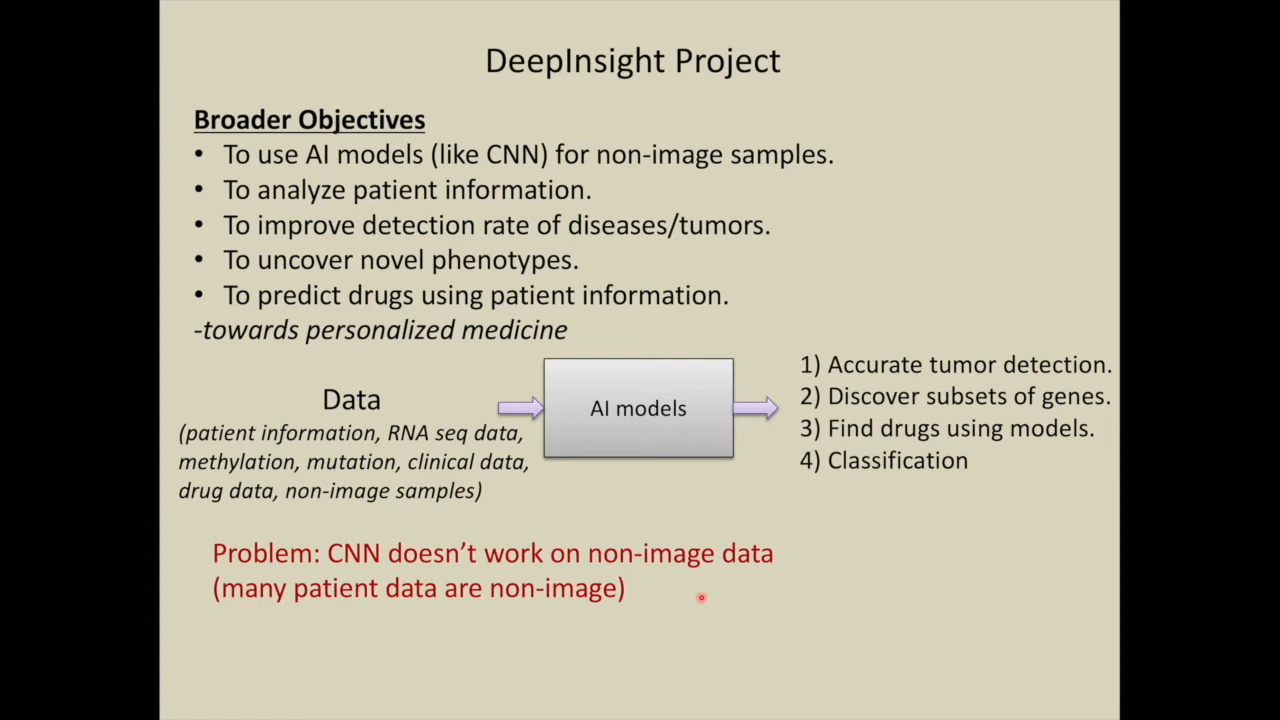 DeepInsight Project
Broader Objectives
• To use AI models (like CNN) for non-image samples.
• To analyze patient information.
• To improve detection rate of diseases/tumors.
• To uncover novel phenotypes.
• To predict drugs using patient information.
-towards personalized medicine
Data
(patient information, RNA seq data,
methylation, mutation, clinical data,
drug data, non-image samples)
AI models
1) Accurate tumor detection.
2) Discover subsets of genes.
3) Find drugs using models.
4) Classification
Problem: CNN doesn’t work on non-image data
(many patient data are non-image)